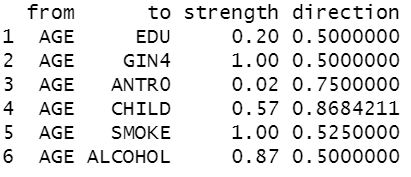 from to strength direction
1 AGE EDU 0.20 0.5000000
2 AGE GIN4 1.00 0.5000000
3 AGE ANTRO 0.02 0.7500000
4 AGE CHILD 0.57 0.8684211
5 AGE SMOKE 1.00 0.5250000
6 AGE ALCOHOL 0.87 0.5000000